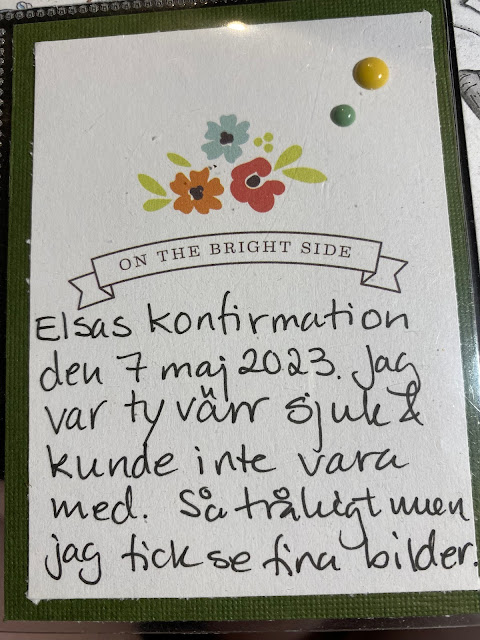 ON THE BRIGHT SIDE
Elsas konfirmation
den 7 maj 2023. Jag
var tyvärr sjuk &
kunde inte vara
med. Så tråkigt men
jag fick se fina bilder.